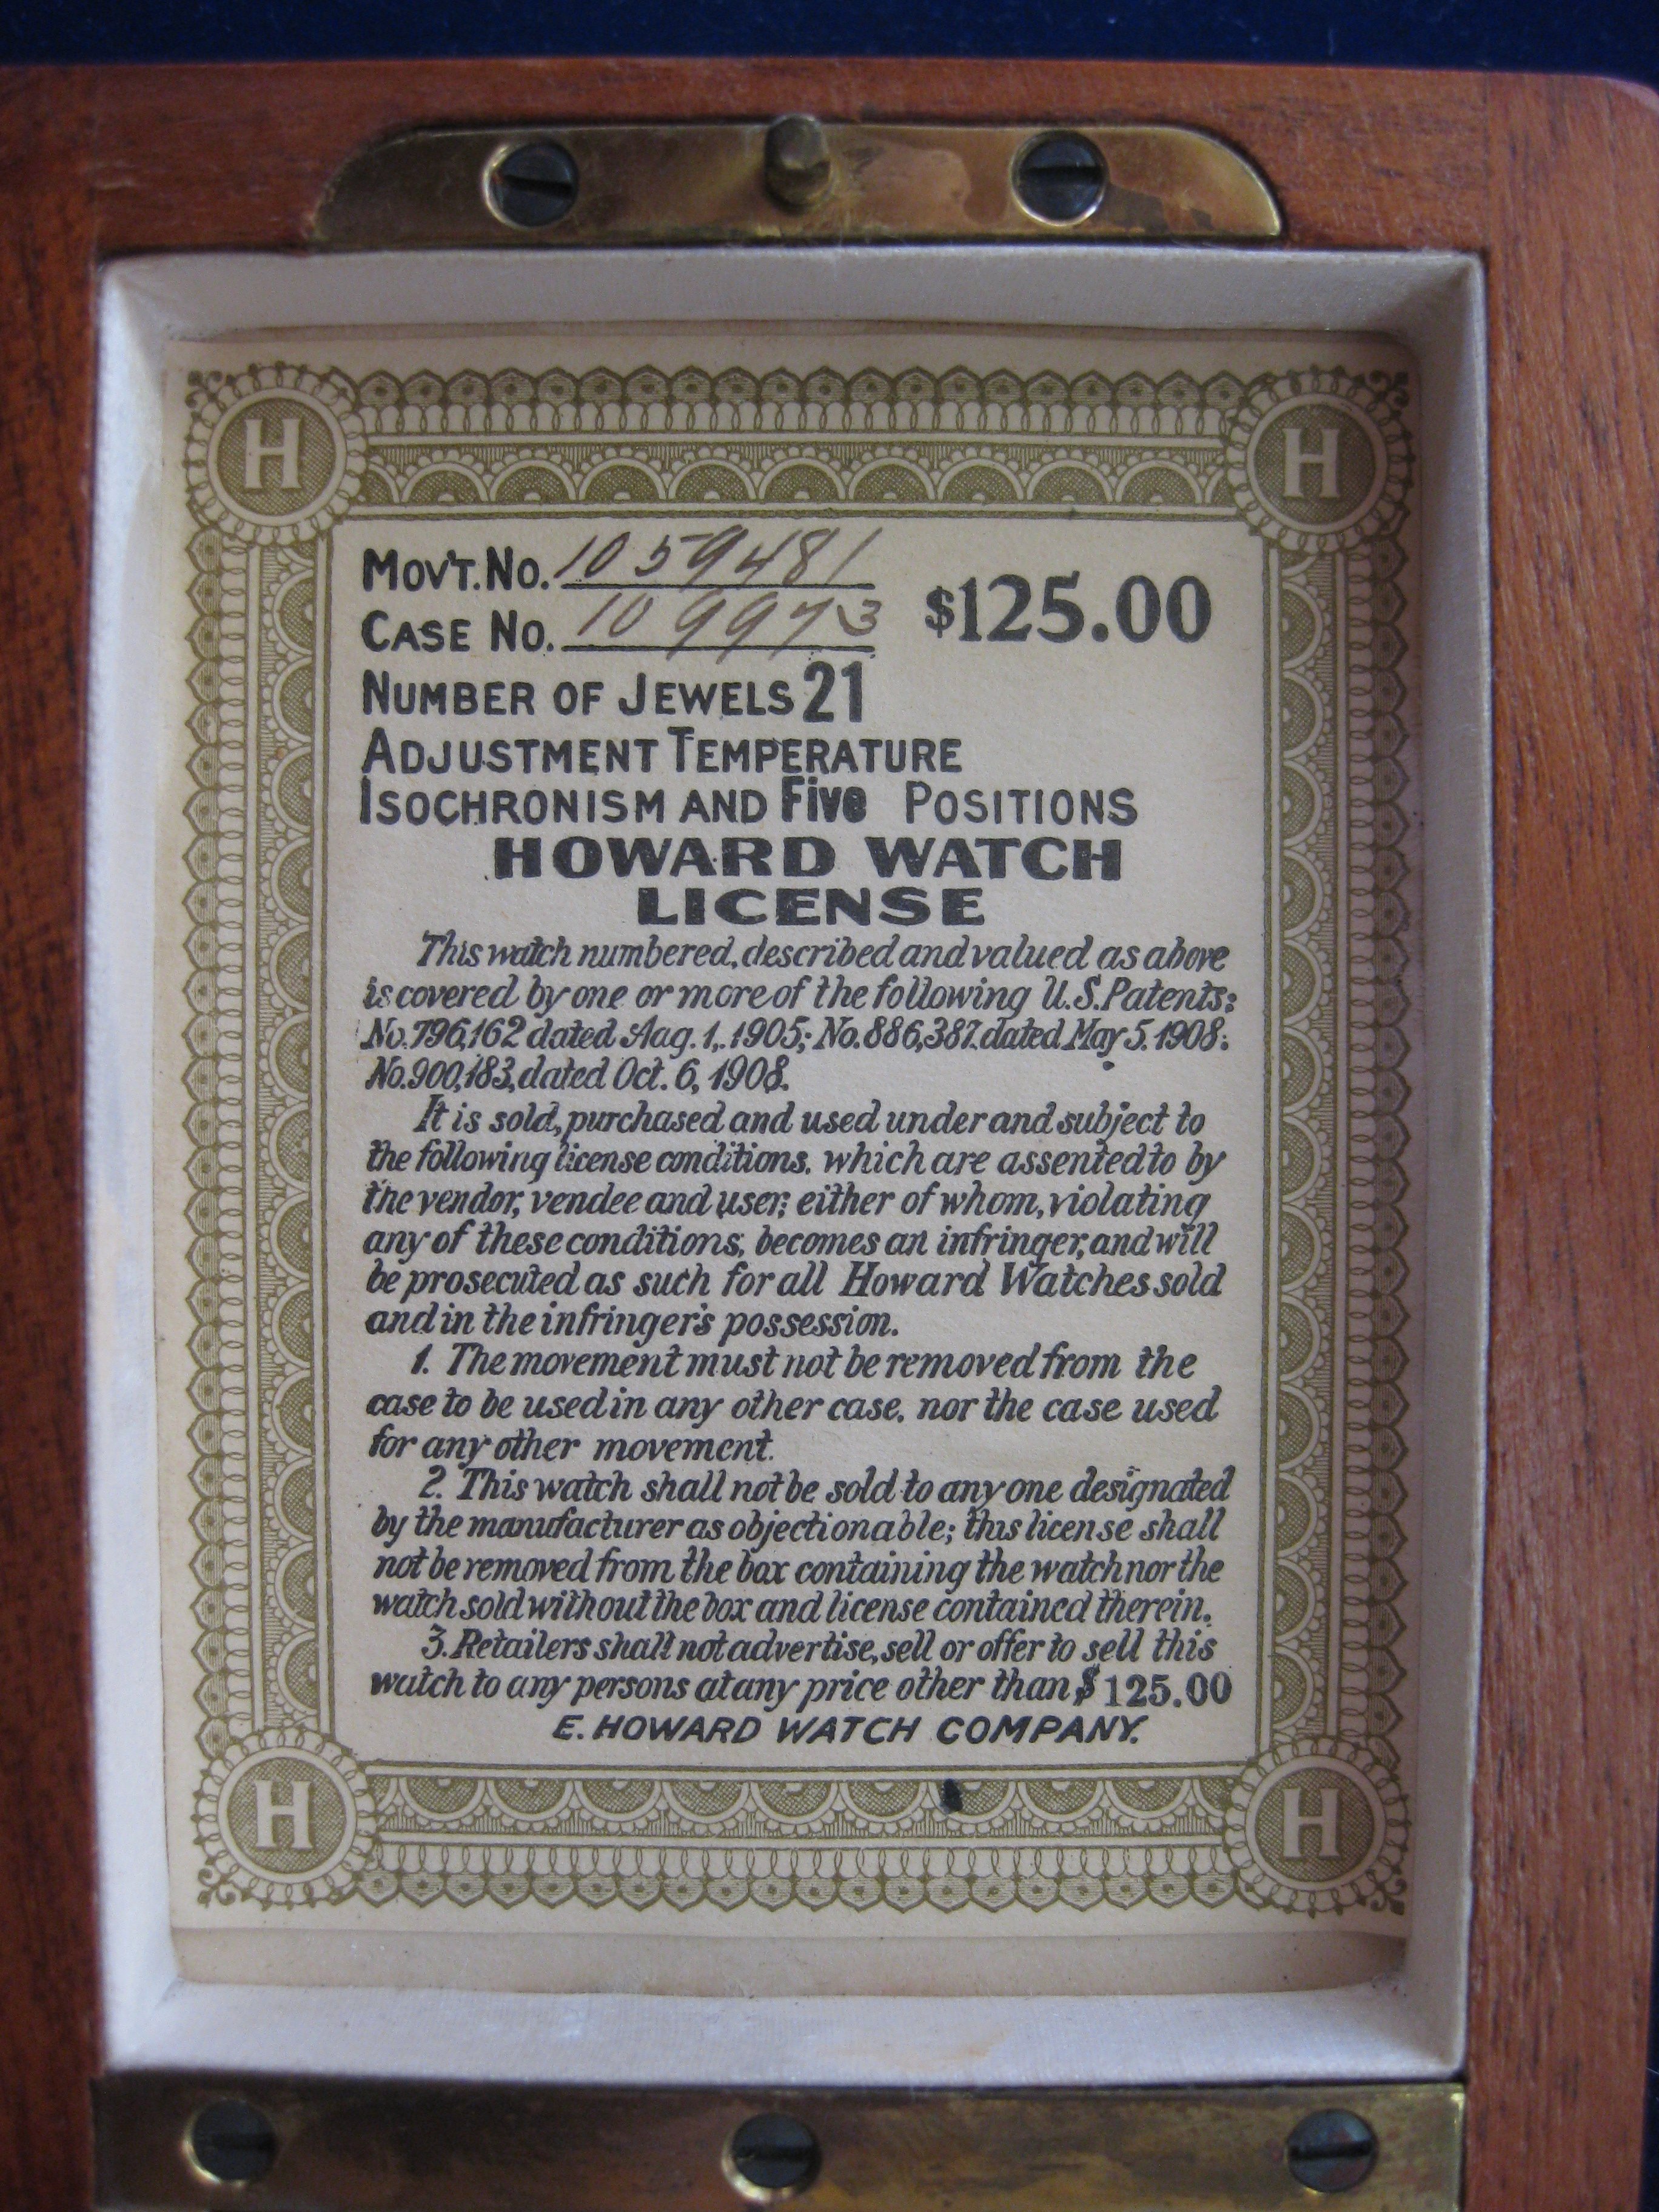 H H
MOV'T. NO. 1059481
CASE NO. 109973
$125.00
NUMBER OF JEWELS 21
ADJUSTMENT TEMPERATURE
ISOCHRONISM AND Five POSITIONS
HOWARD WATCH
LICENSE
This watch numbered, described and valued as above
is covered by one or more of the following U.S. Patents:
No. 796,162 dated Aug. 1, 1905; No. 886,387 dated May 5. 1908:
No. 900,183, dated Oct. 6, 1908.
It is sold, purchased and used under and subject to
the following license conditions, which are assented to by
the vendor, vendee and user; either of whom, violating
any of these conditions, becomes an infringer, and will
be prosecuted as such for all Howard Watches sold
and in the infringer's possession.
1. The movement must not be removed from the
case to be used in any other case, nor the case used
for any other movement.
2. This watch shall not be sold to any one designated
by the manufacturer as objectionable; this license shall
not be removed from the box containing the watch nor the
watch sold without the box and license contained therein.
3. Retailers shall not advertise, sell or offer to sell this
watch to any persons at any price other than $125.00
E. HOWARD WATCH COMPANY.
H H